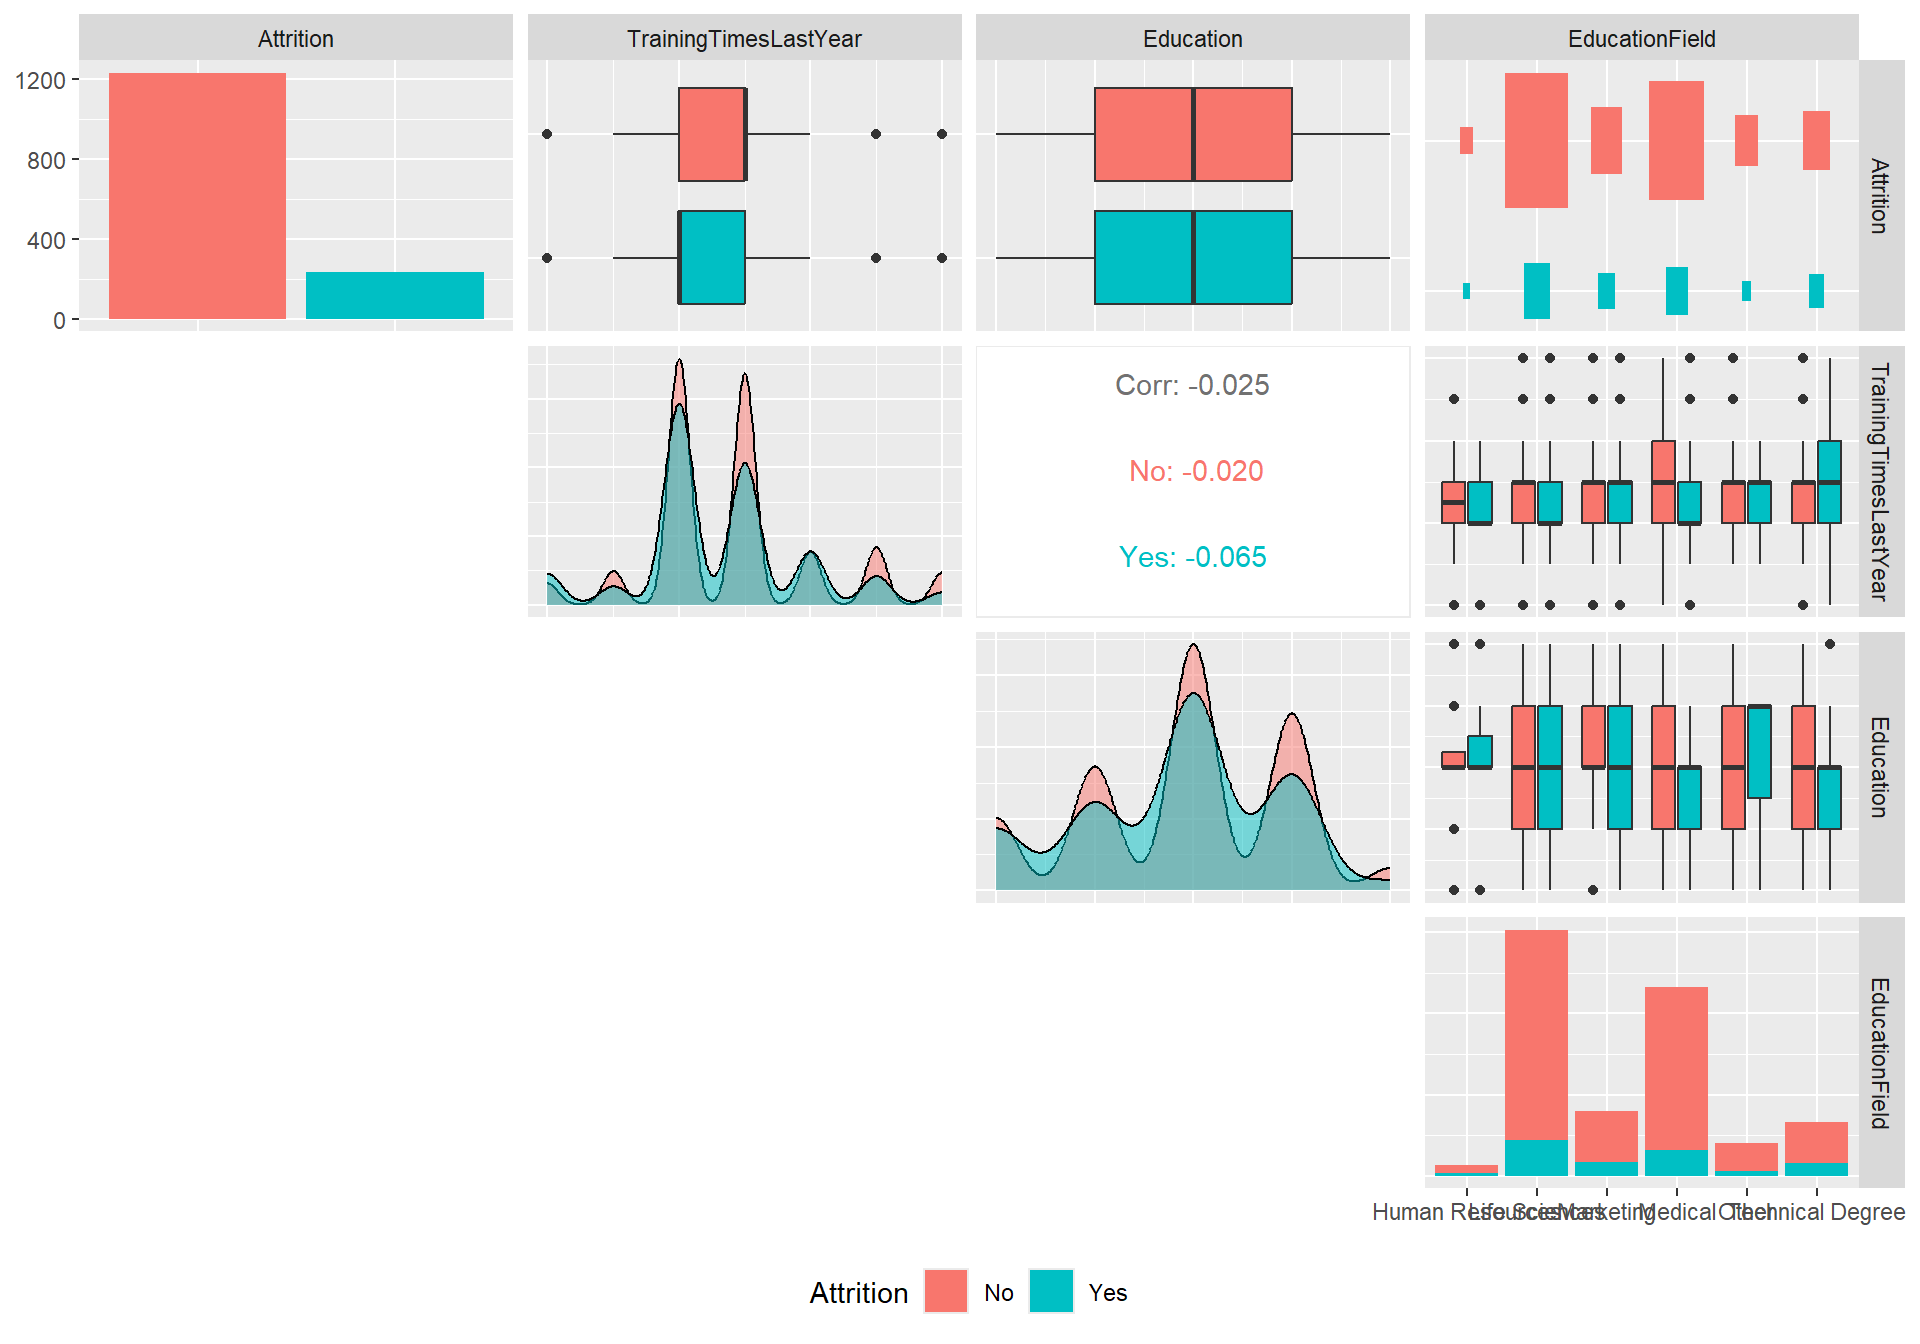 Attrition
TrainingTimesLastYear
Education
EducationField
1200
800
400
0
Attrition
Corr: -0.025
No: -0.020
Yes: -0.065
TrainingTimesLastYear
Education
EducationField
Human Resources
Life Sciences
Marketing
Medical
Other
Technical Degree
Attrition No Yes